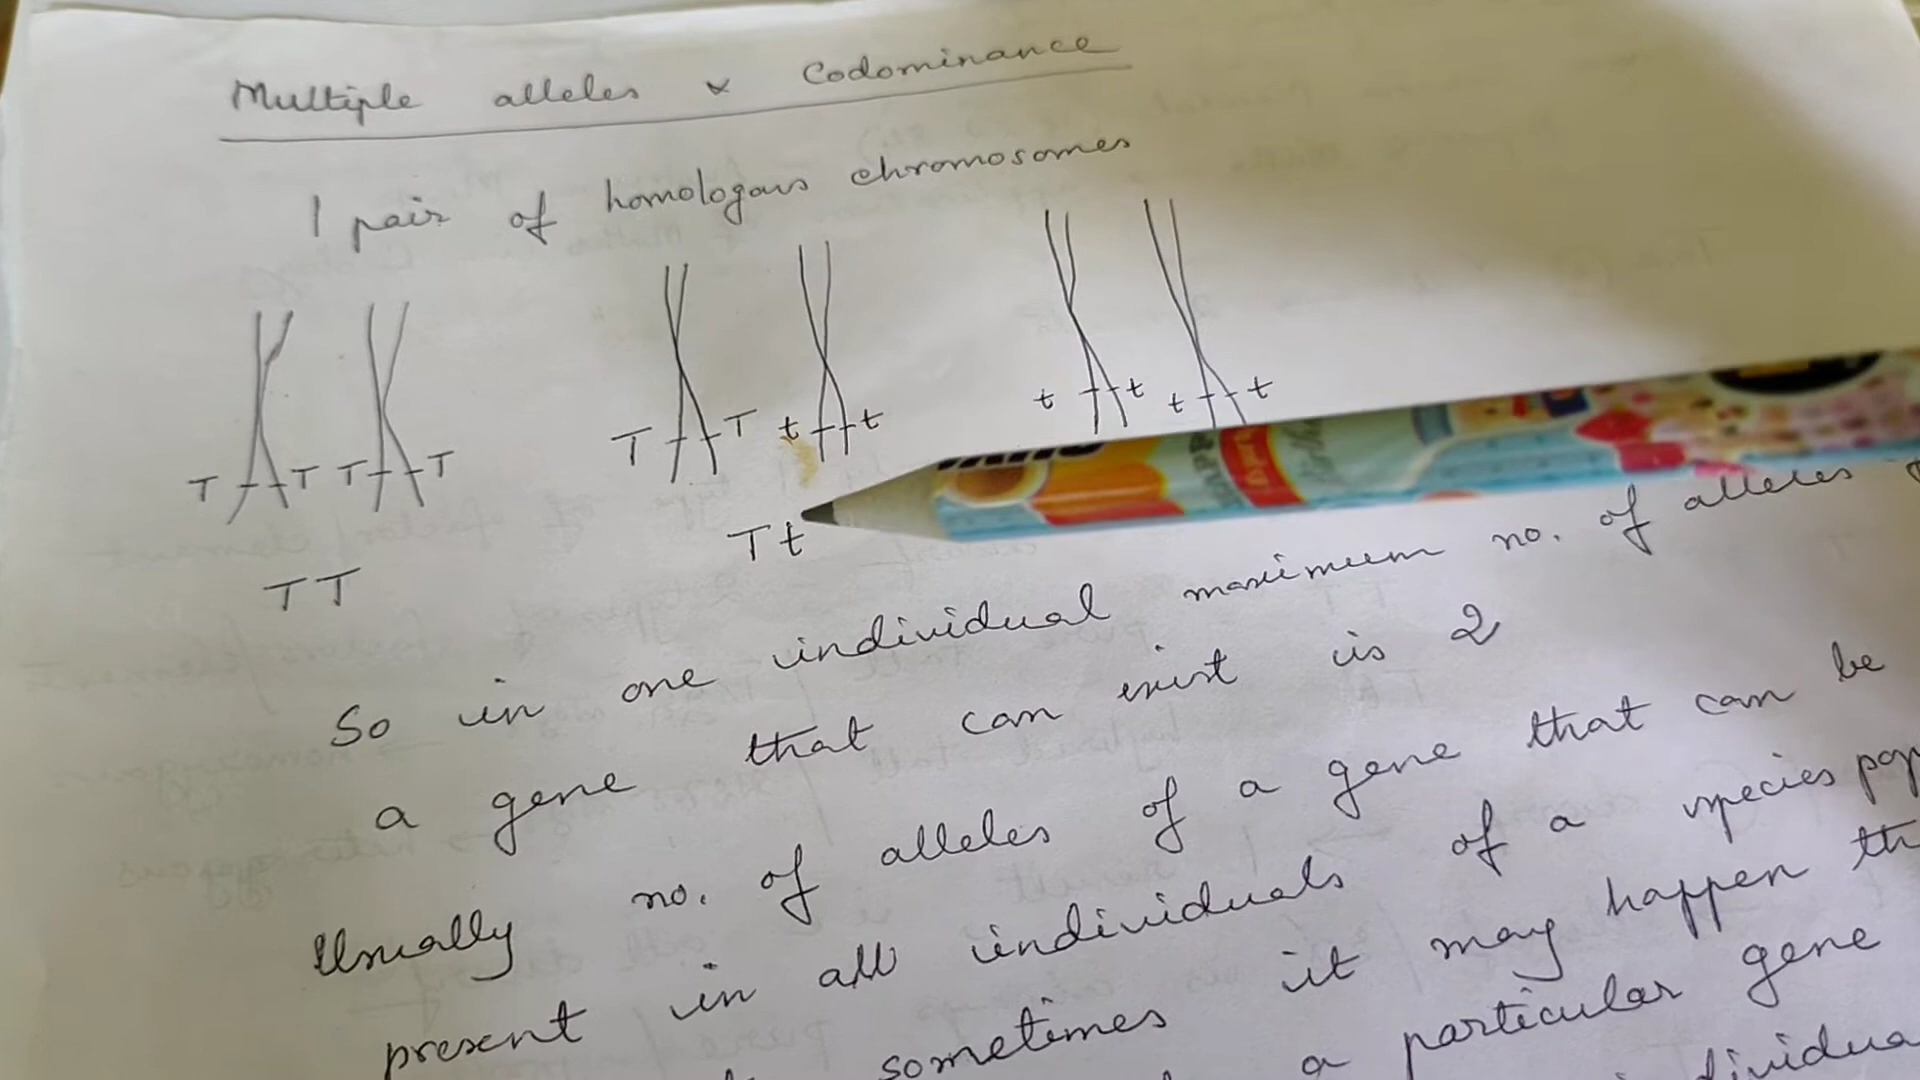 Multiple alleles & Codominance
1 pair of homologous chromosomes
T T T T
T T t t
t t t t
TT
Tt
So in one individual maximum no. of alleles
a gene that can exist is 2
Usually no. of alleles of a gene that can be
present in all individuals of a species
sometimes it may happen
a particular gene